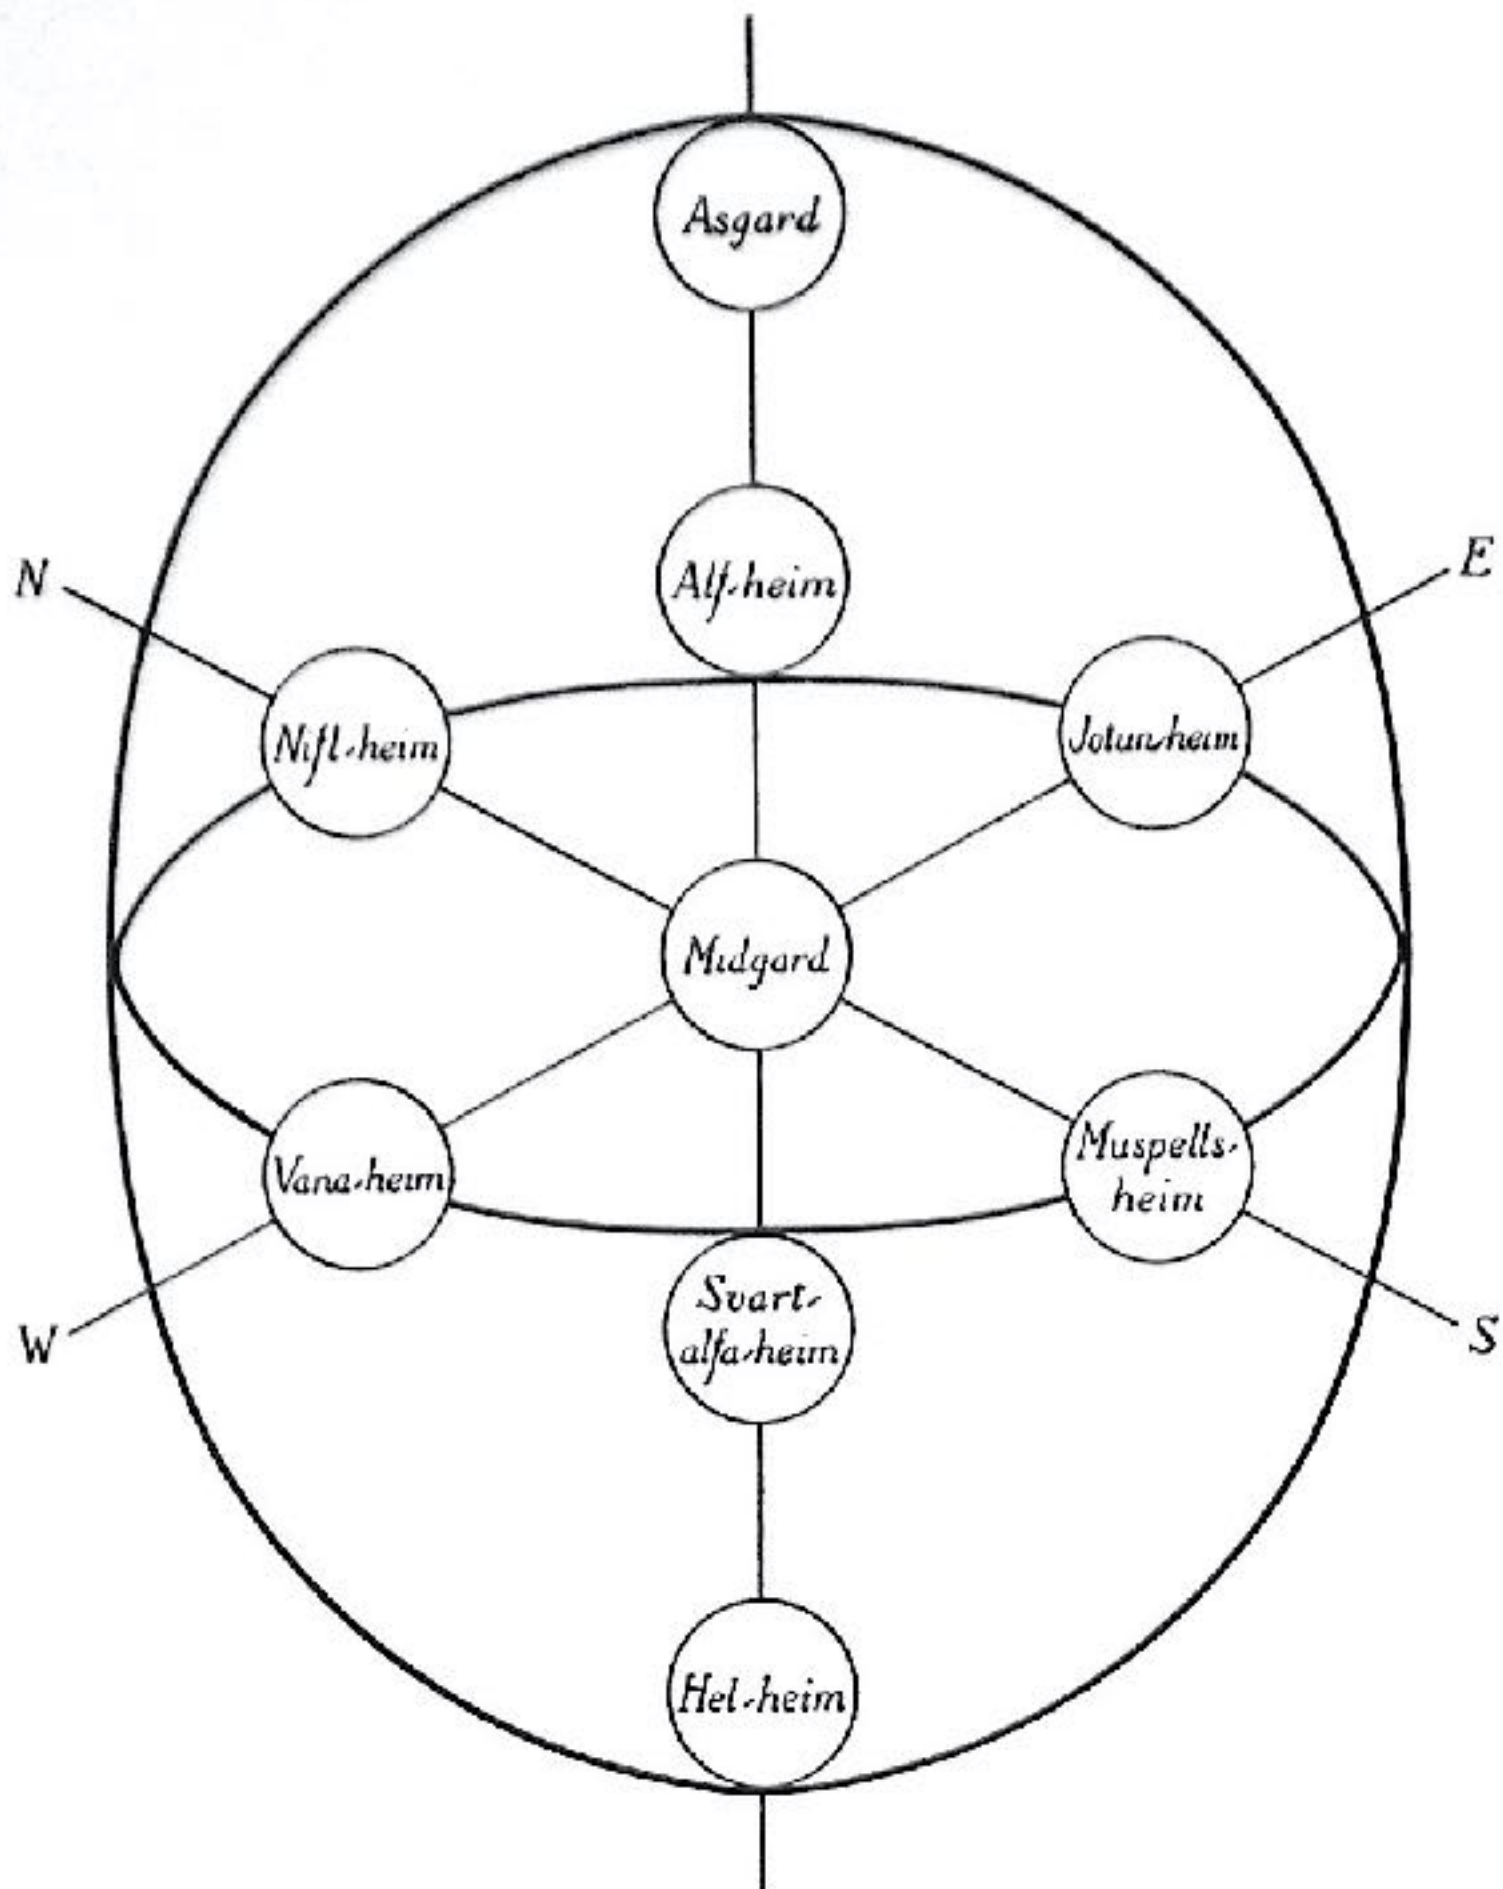 Asgard
Alf-heim
N
E
Nifl-heim
Jotun-heim
Midgard
Vana-heim
Muspells-
heim
W
Svart-
alfa-heim
S
Hel-heim